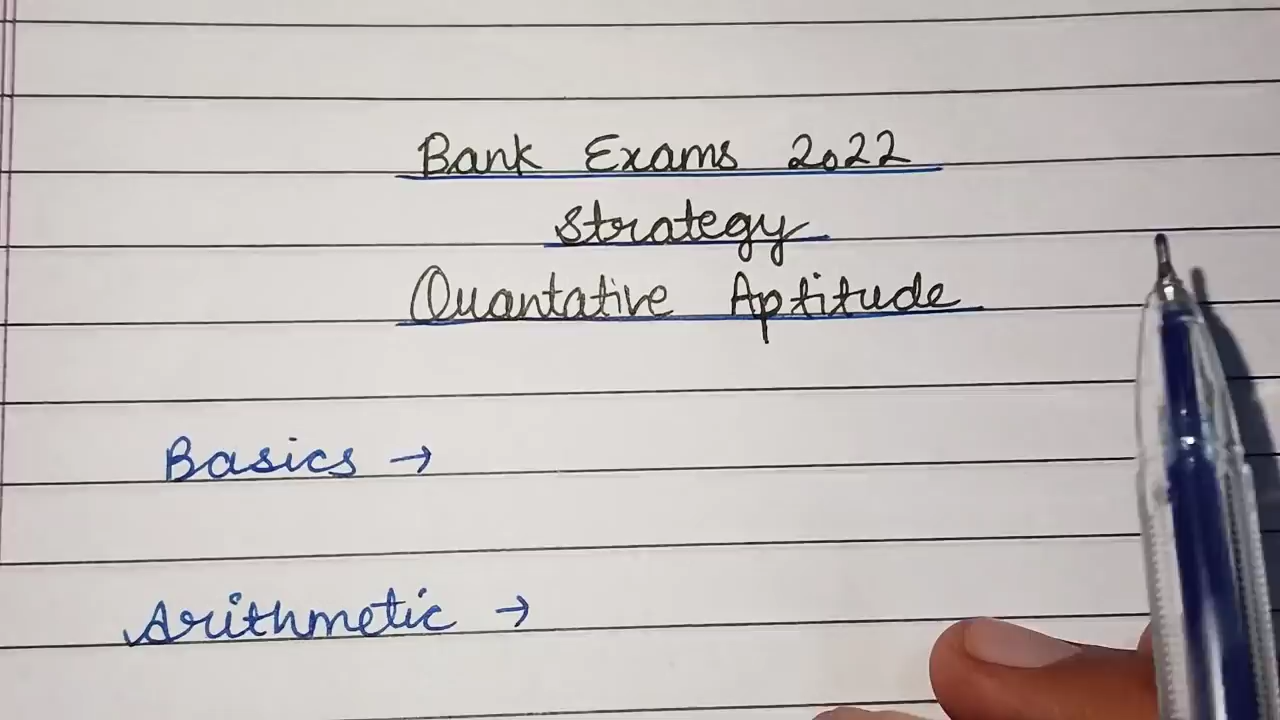 Bank Exams 2022
Strategy
Quantative Aptitude
Basics →
Arithmetic →